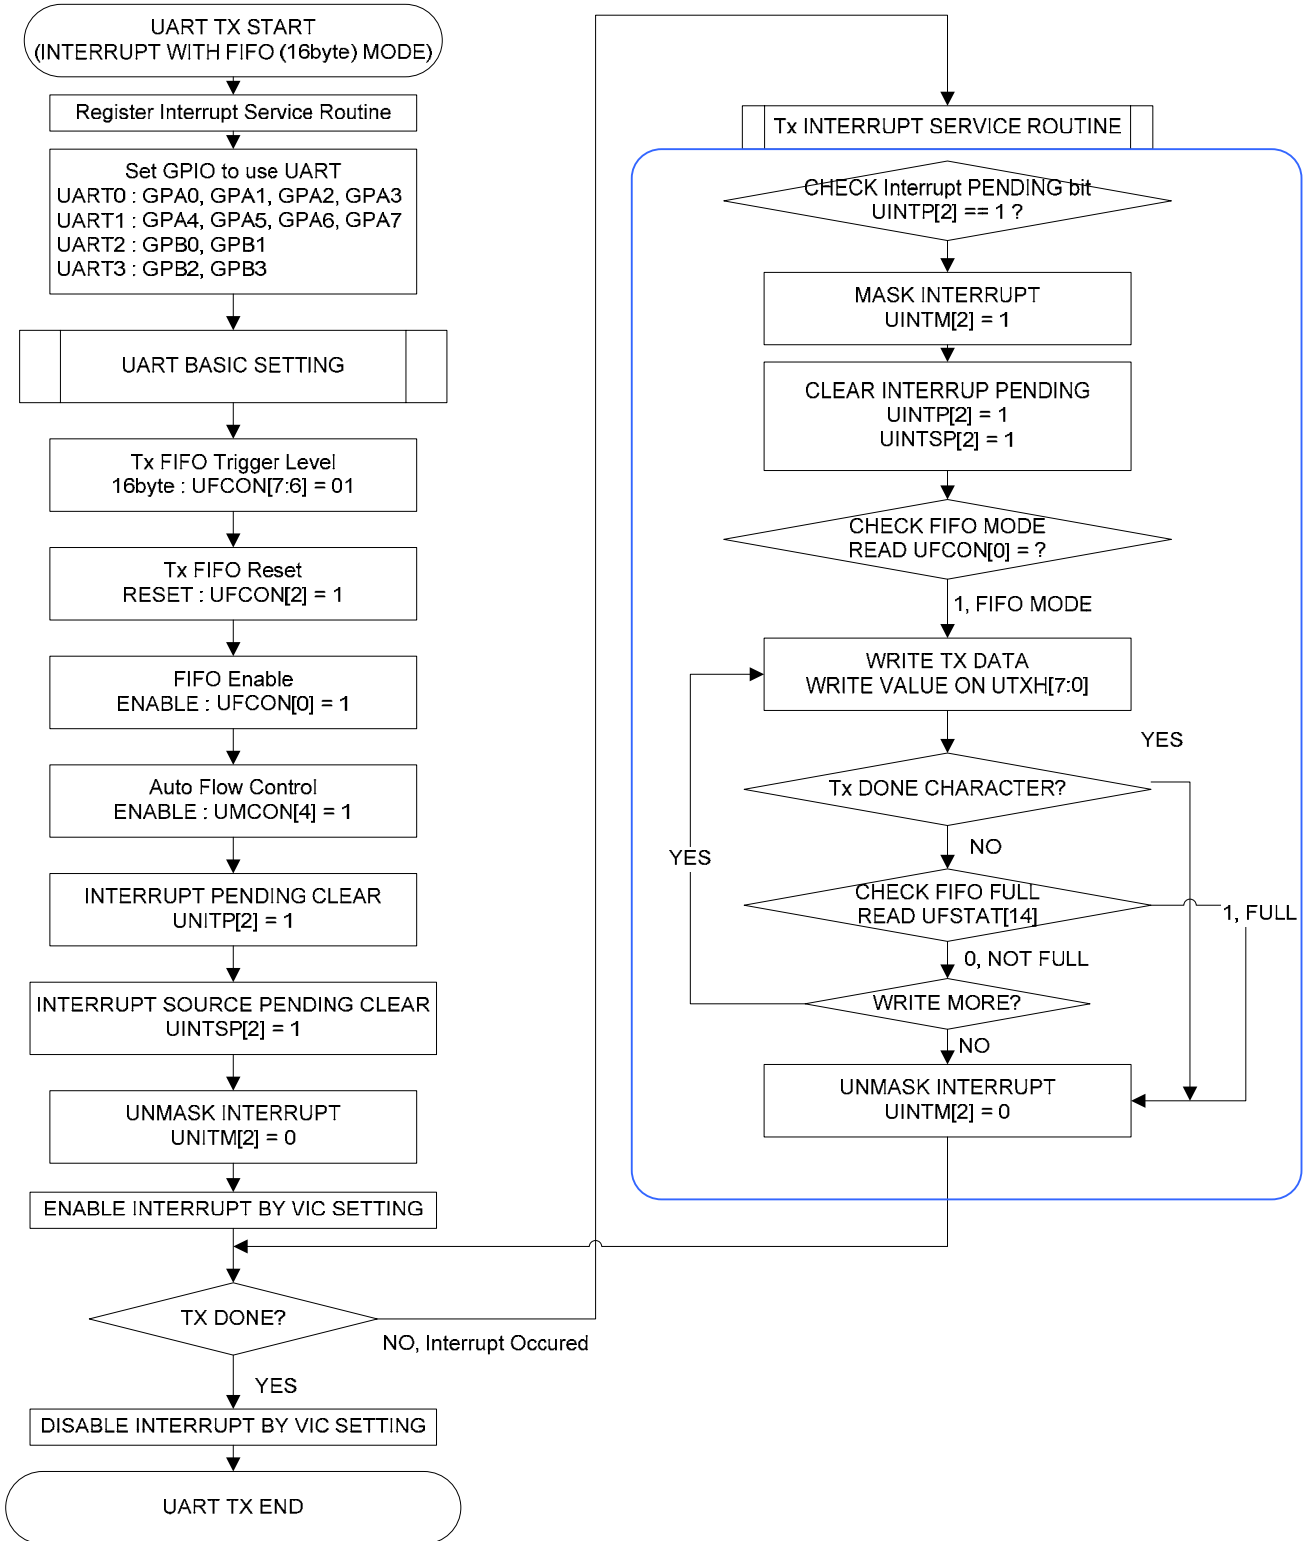 UART TX START
(INTERRUPT WITH FIFO (16byte) MODE)
Register Interrupt Service Routine
Set GPIO to use UART
UART0 : GPA0, GPA1, GPA2, GPA3
UART1 : GPA4, GPA5, GPA6, GPA7
UART2 : GPB0, GPB1
UART3 : GPB2, GPB3
UART BASIC SETTING
Tx FIFO Trigger Level
16byte : UFCON[7:6] = 01
Tx FIFO Reset
RESET : UFCON[2] = 1
FIFO Enable
ENABLE : UFCON[0] = 1
Auto Flow Control
ENABLE : UMCON[4] = 1
INTERRUPT PENDING CLEAR
UNITP[2] = 1
INTERRUPT SOURCE PENDING CLEAR
UINTSP[2] = 1
UNMASK INTERRUPT
UNITM[2] = 0
ENABLE INTERRUPT BY VIC SETTING
TX DONE?
NO, Interrupt Occured
YES
DISABLE INTERRUPT BY VIC SETTING
UART TX END
Tx INTERRUPT SERVICE ROUTINE
CHECK Interrupt PENDING bit
UINTP[2] == 1 ?
MASK INTERRUPT
UINTM[2] = 1
CLEAR INTERRUP PENDING
UINTP[2] = 1
UINTSP[2] = 1
CHECK FIFO MODE
READ UFCON[0] = ?
1, FIFO MODE
WRITE TX DATA
WRITE VALUE ON UTXH[7:0]
YES
Tx DONE CHARACTER?
NO
YES
CHECK FIFO FULL
READ UFSTAT[14]
1, FULL
0, NOT FULL
WRITE MORE?
NO
UNMASK INTERRUPT
UINTM[2] = 0